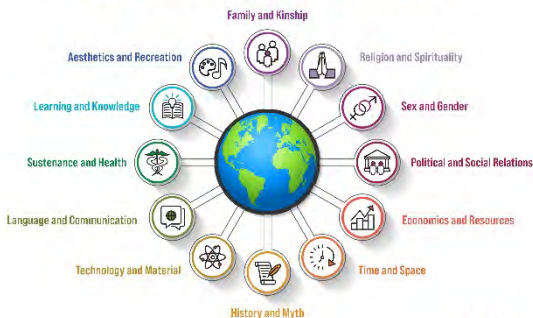 Family and Kinship
Aesthetics and Recreation
Religion and Spirituality
Learning and Knowledge
Sex and Gender
Sustenance and Health
Political and Social Relations
Language and Communication
Economics and Resources
Technology and Material
Time and Space
History and Myth